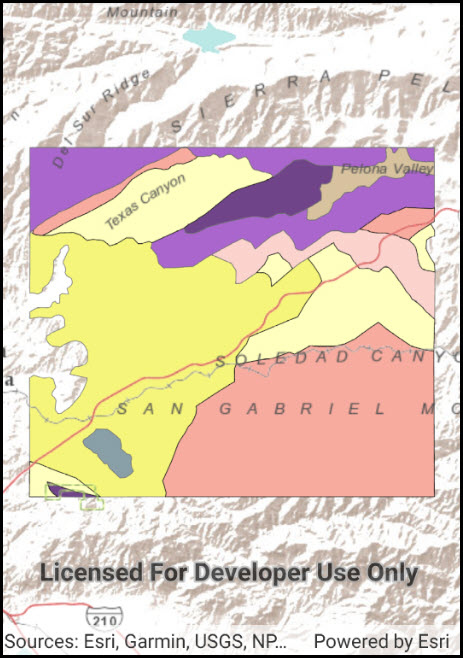 Mountain
Del Sur Ridge
SIERRA PEL
Pelona Valley
Texas Canyon
SOLEDAD CANYO
SAN GABRIEL MO
Licensed For Developer Use Only
210
Sources: Esri, Garmin, USGS, NP... Powered by Esri